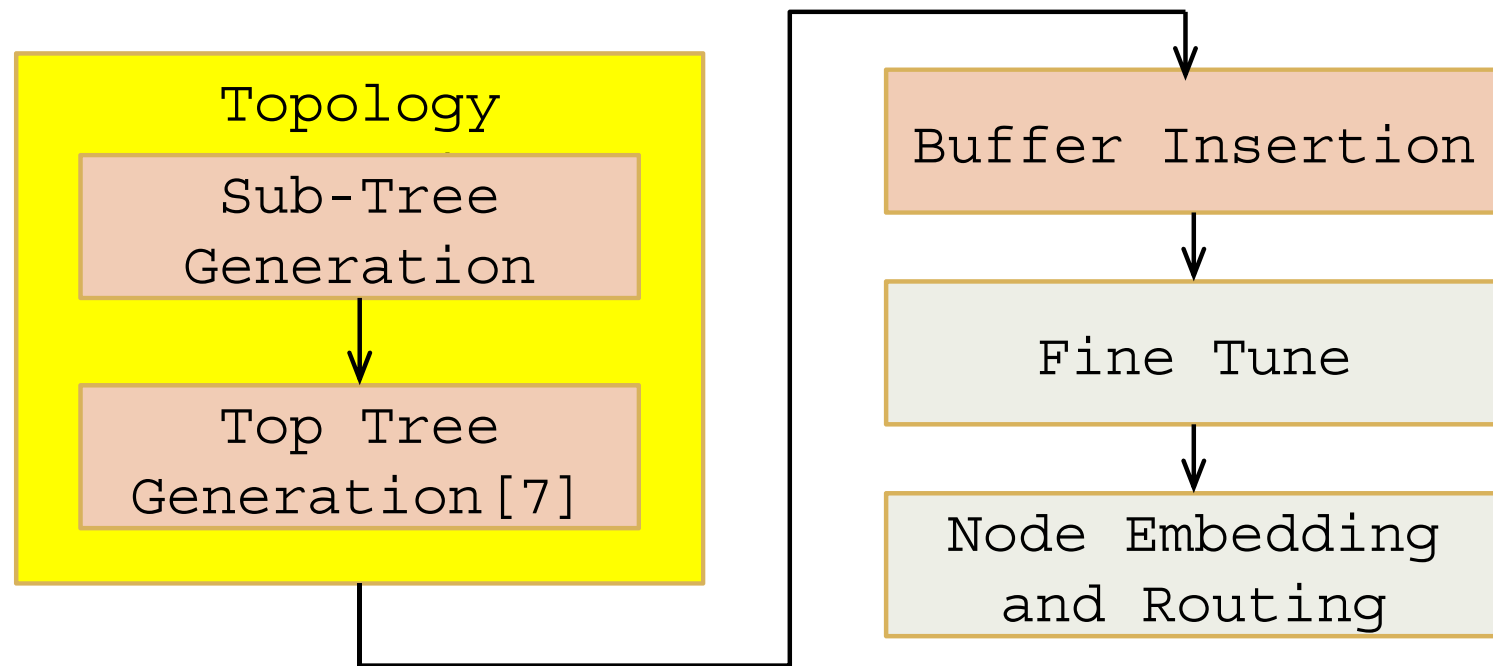 Topology
Sub-Tree
Generation
Top Tree
Generation[7]
Buffer Insertion
Fine Tune
Node Embedding
and Routing